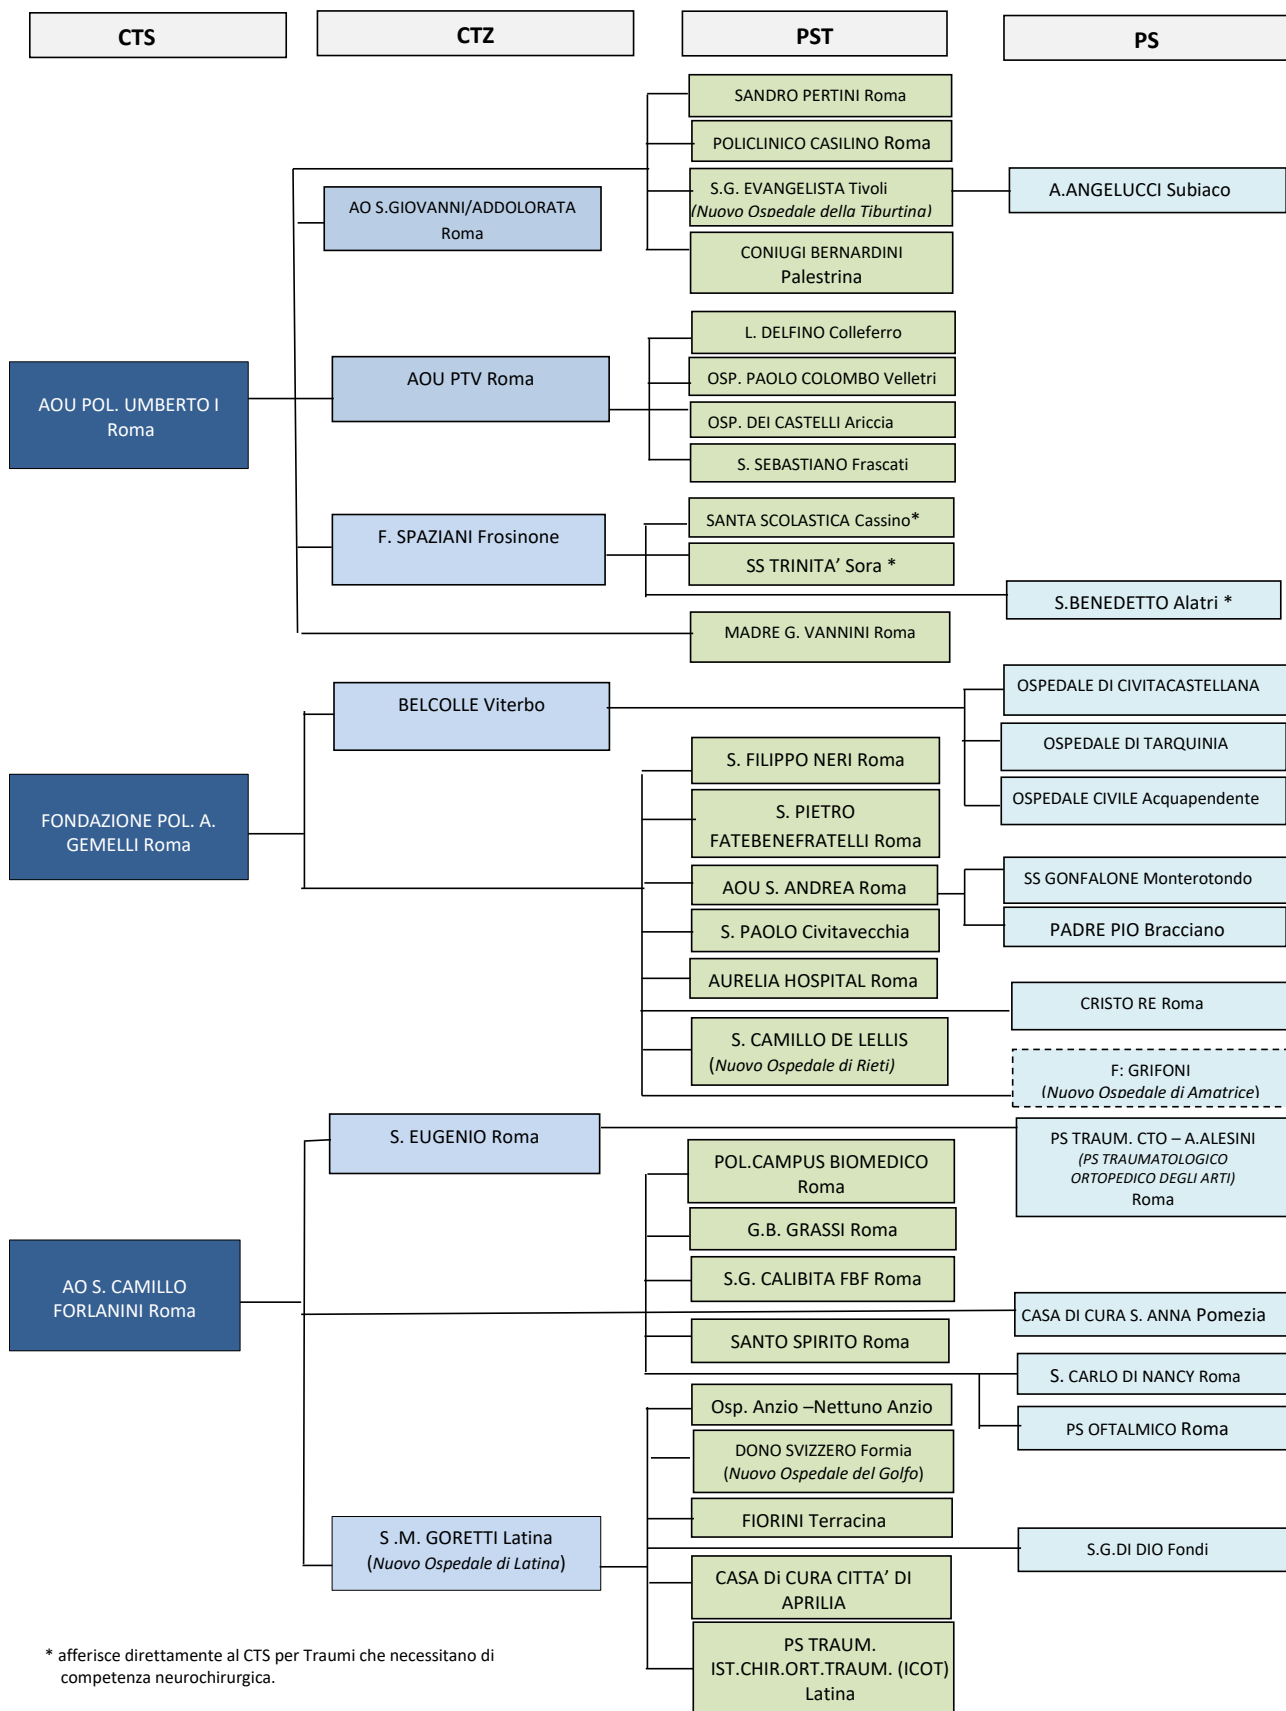 CTS
CTZ
PST
PS
SANDRO PERTINI Roma
POLICLINICO CASILINO Roma
AO S.GIOVANNI/ADDOLORATA
Roma
S.G. EVANGELISTA Tivoli
(Nuovo Ospedale della Tiburtina)
A.ANGELUCCI Subiaco
CONIUGI BERNARDINI
Palestrina
AOU POL. UMBERTO I
Roma
AOU PTV Roma
L. DELFINO Colleferro
OSP. PAOLO COLOMBO Velletri
OSP. DEI CASTELLI Ariccia
S. SEBASTIANO Frascati
F. SPAZIANI Frosinone
SANTA SCOLASTICA Cassino*
SS TRINITA’ Sora *
S.BENEDETTO Alatri *
MADRE G. VANNINI Roma
BELCOLLE Viterbo
OSPEDALE DI CIVITACASTELLANA
OSPEDALE DI TARQUINIA
OSPEDALE CIVILE Acquapendente
FONDAZIONE POL. A.
GEMELLI Roma
S. FILIPPO NERI Roma
S. PIETRO
FATEBENEFRATELLI Roma
AOU S. ANDREA Roma
SS GONFALONE Monterotondo
PADRE PIO Bracciano
S. PAOLO Civitavecchia
AURELIA HOSPITAL Roma
CRISTO RE Roma
S. CAMILLO DE LELLIS
(Nuovo Ospedale di Rieti)
F: GRIFONI
(Nuovo Ospedale di Amatrice)
S. EUGENIO Roma
PS TRAUM. CTO – A.ALESINI
(PS TRAUMATOLOGICO
ORTOPEDICO DEGLI ARTI)
Roma
POL.CAMPUS BIOMEDICO
Roma
G.B. GRASSI Roma
S.G. CALIBITA FBF Roma
AO S. CAMILLO
FORLANINI Roma
CASA DI CURA S. ANNA Pomezia
SANTO SPIRITO Roma
S. CARLO DI NANCY Roma
PS OFTALMICO Roma
Osp. Anzio –Nettuno Anzio
DONO SVIZZERO Formia
(Nuovo Ospedale del Golfo)
FIORINI Terracina
S .M. GORETTI Latina
(Nuovo Ospedale di Latina)
S.G.DI DIO Fondi
CASA Di CURA CITTA’ DI
APRILIA
PS TRAUM.
IST.CHIR.ORT.TRAUM. (ICOT)
Latina
* afferisce direttamente al CTS per Traumi che necessitano di
competenza neurochirurgica.